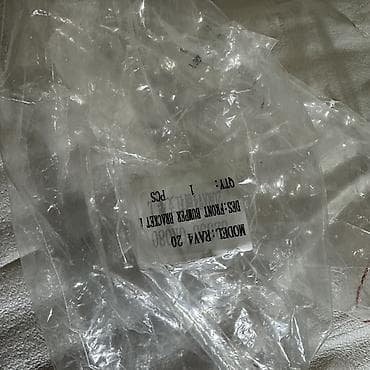 MODEL:RAV4 20
DES:FRONT BUMPER BRACKET
QTY: 1 PCS